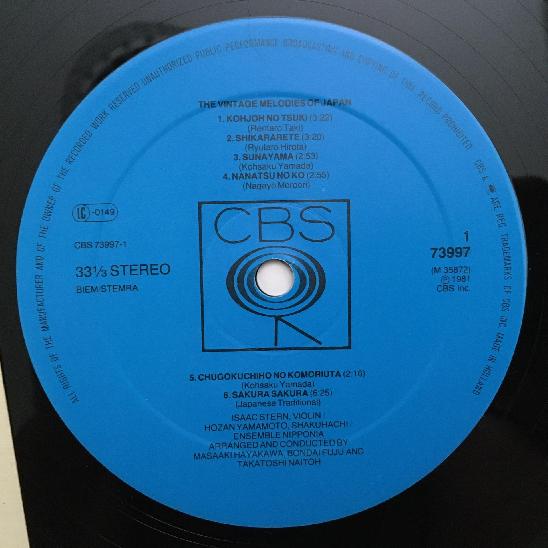 ALL RIGHTS OF THE MANUFACTURER AND OF THE OWNER OF THE RECORDED WORK RESERVED UNAUTHORIZED PUBLIC PERFORMANCE BROADCASTING AND COPYING OF THIS RECORD PROHIBITED
CBS & AGE REG. TRADEMARKS OF CBS INC. MADE IN HOLLAND
THE VINTAGE MELODIES OF JAPAN
1. KOHJOH NO TSUKI (3:22)
(Rentaro Taki)
2. SHIKARARETE (3:20)
(Ryutaro Hirota)
3. SUNAYAMA (2:53)
(Kohsaku Yamada)
4. NANATSU NO KO (2:55)
(Nagayo Motoori)
LC -0149
CBS 73997-1
33⅓ STEREO
BIEM/STEMRA
CBS
1
73997
(M 35872)
℗ 1981
CBS Inc.
5. CHUGOKUCHIHO NO KOMORIUTA (2:16)
(Kohsaku Yamada)
6. SAKURA SAKURA (6:25)
(Japanese Traditional)
ISAAC STERN, VIOLIN /
HOZAN YAMAMOTO, SHAKUHACHI /
ENSEMBLE NIPPONIA
ARRANGED AND CONDUCTED BY
MASAAKI HAYAKAWA, BONDAI FUJU AND
TAKATOSHI NAITOH